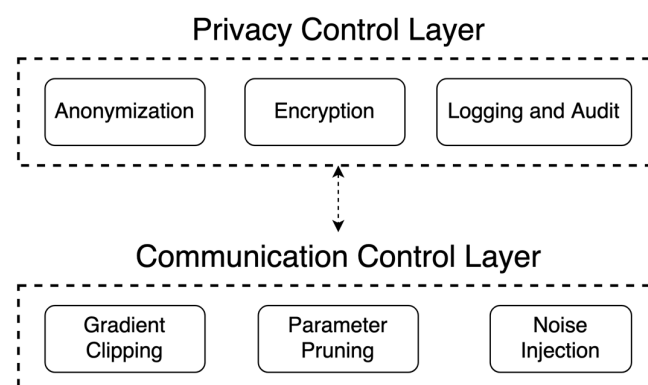 Privacy Control Layer
Anonymization
Encryption
Logging and Audit
Communication Control Layer
Gradient
Clipping
Parameter
Pruning
Noise
Injection